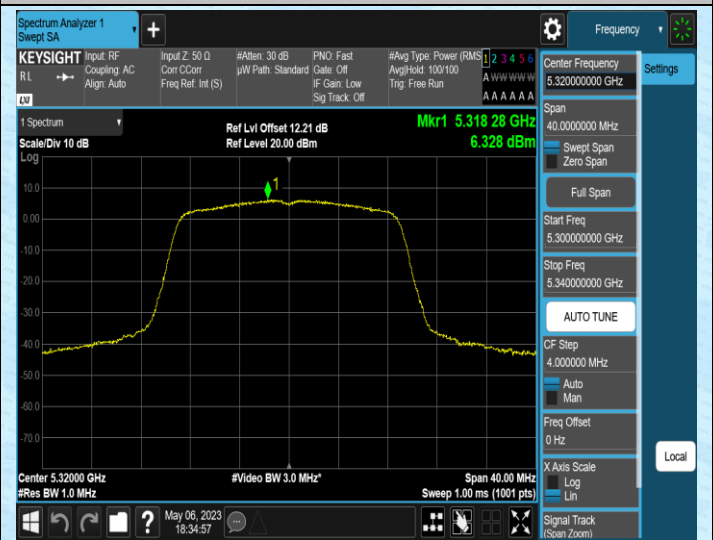 Spectrum Analyzer 1
Swept SA
+
Frequency
KEYSIGHT
RL
LXI
Input: RF
Coupling: AC
Align: Auto
Input Z: 50 Ω
Corr CCorr
Freq Ref: Int (S)
#Atten: 30 dB
µW Path: Standard
PNO: Fast
Gate: Off
IF Gain: Low
Sig Track: Off
#Avg Type: Power (RMS
Avg|Hold: 100/100
Trig: Free Run
1 2 3 4 5 6
A W W W W W
A A A A A A
Center Frequency
5.320000000 GHz
Settings
Span
40.0000000 MHz
Swept Span
Zero Span
Full Span
Start Freq
5.300000000 GHz
Stop Freq
5.340000000 GHz
AUTO TUNE
CF Step
4.000000 MHz
Auto
Man
Freq Offset
0 Hz
X Axis Scale
Log
Lin
Signal Track
(Span Zoom)
Local
1 Spectrum
Scale/Div 10 dB
Log
Ref Lvl Offset 12.21 dB
Ref Level 20.00 dBm
Mkr1 5.318 28 GHz
6.328 dBm
1
10.0
0.00
-10.0
-20.0
-30.0
-40.0
-50.0
-60.0
-70.0
Center 5.32000 GHz
#Res BW 1.0 MHz
#Video BW 3.0 MHz*
Span 40.00 MHz
Sweep 1.00 ms (1001 pts)
?
May 06, 2023
18:34:57